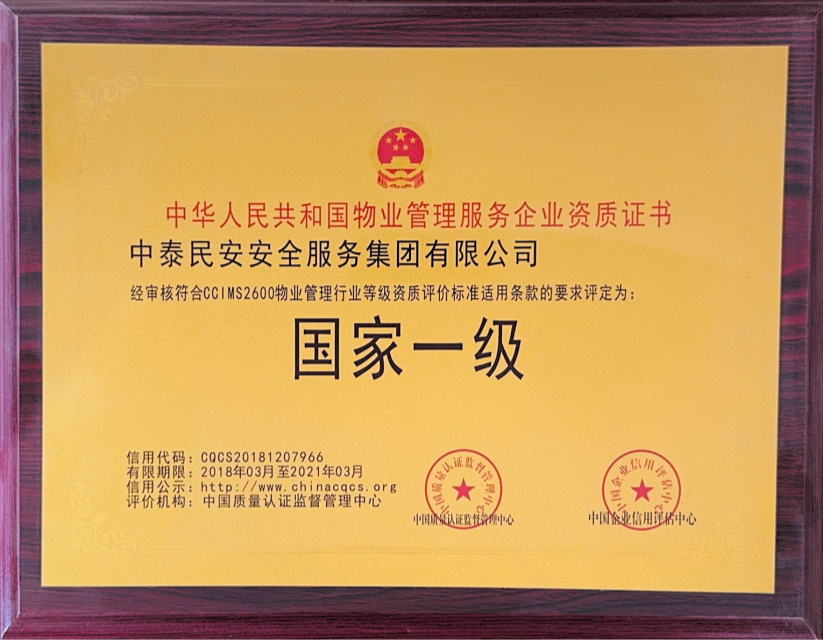 中华人民共和国物业管理服务企业资质证书
中泰民安安全服务集团有限公司
经审核符合CCIMS2600物业管理行业等级资质评价标准适用条款的要求评定为：
国家一级
信用代码：CQCS20181207966
有限期限：2018年03月至2021年03月
信用公示：http://www.chinacqcs.org
评价机构：中国质量认证监督管理中心
中国质量认证监督管理中心
中国质量认证监督管理中心
中国企业信用评估中心
中国企业信用评估中心